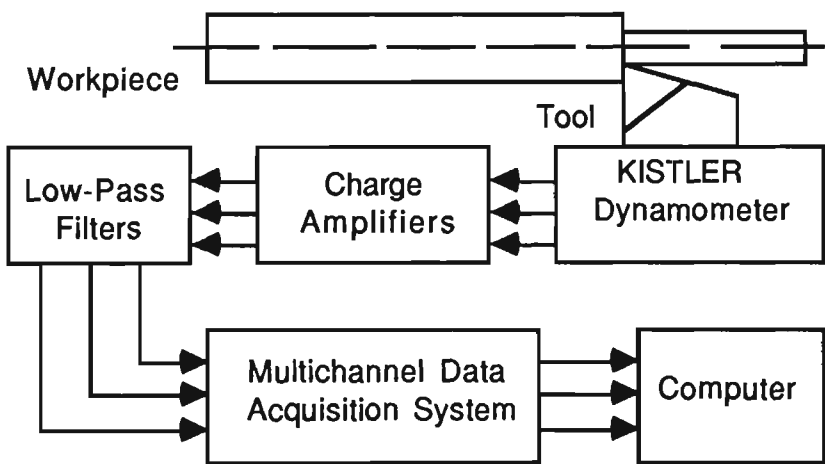 Workpiece
Tool
Low-Pass
Filters
Charge
Amplifiers
KISTLER
Dynamometer
Multichannel Data
Acquisition System
Computer